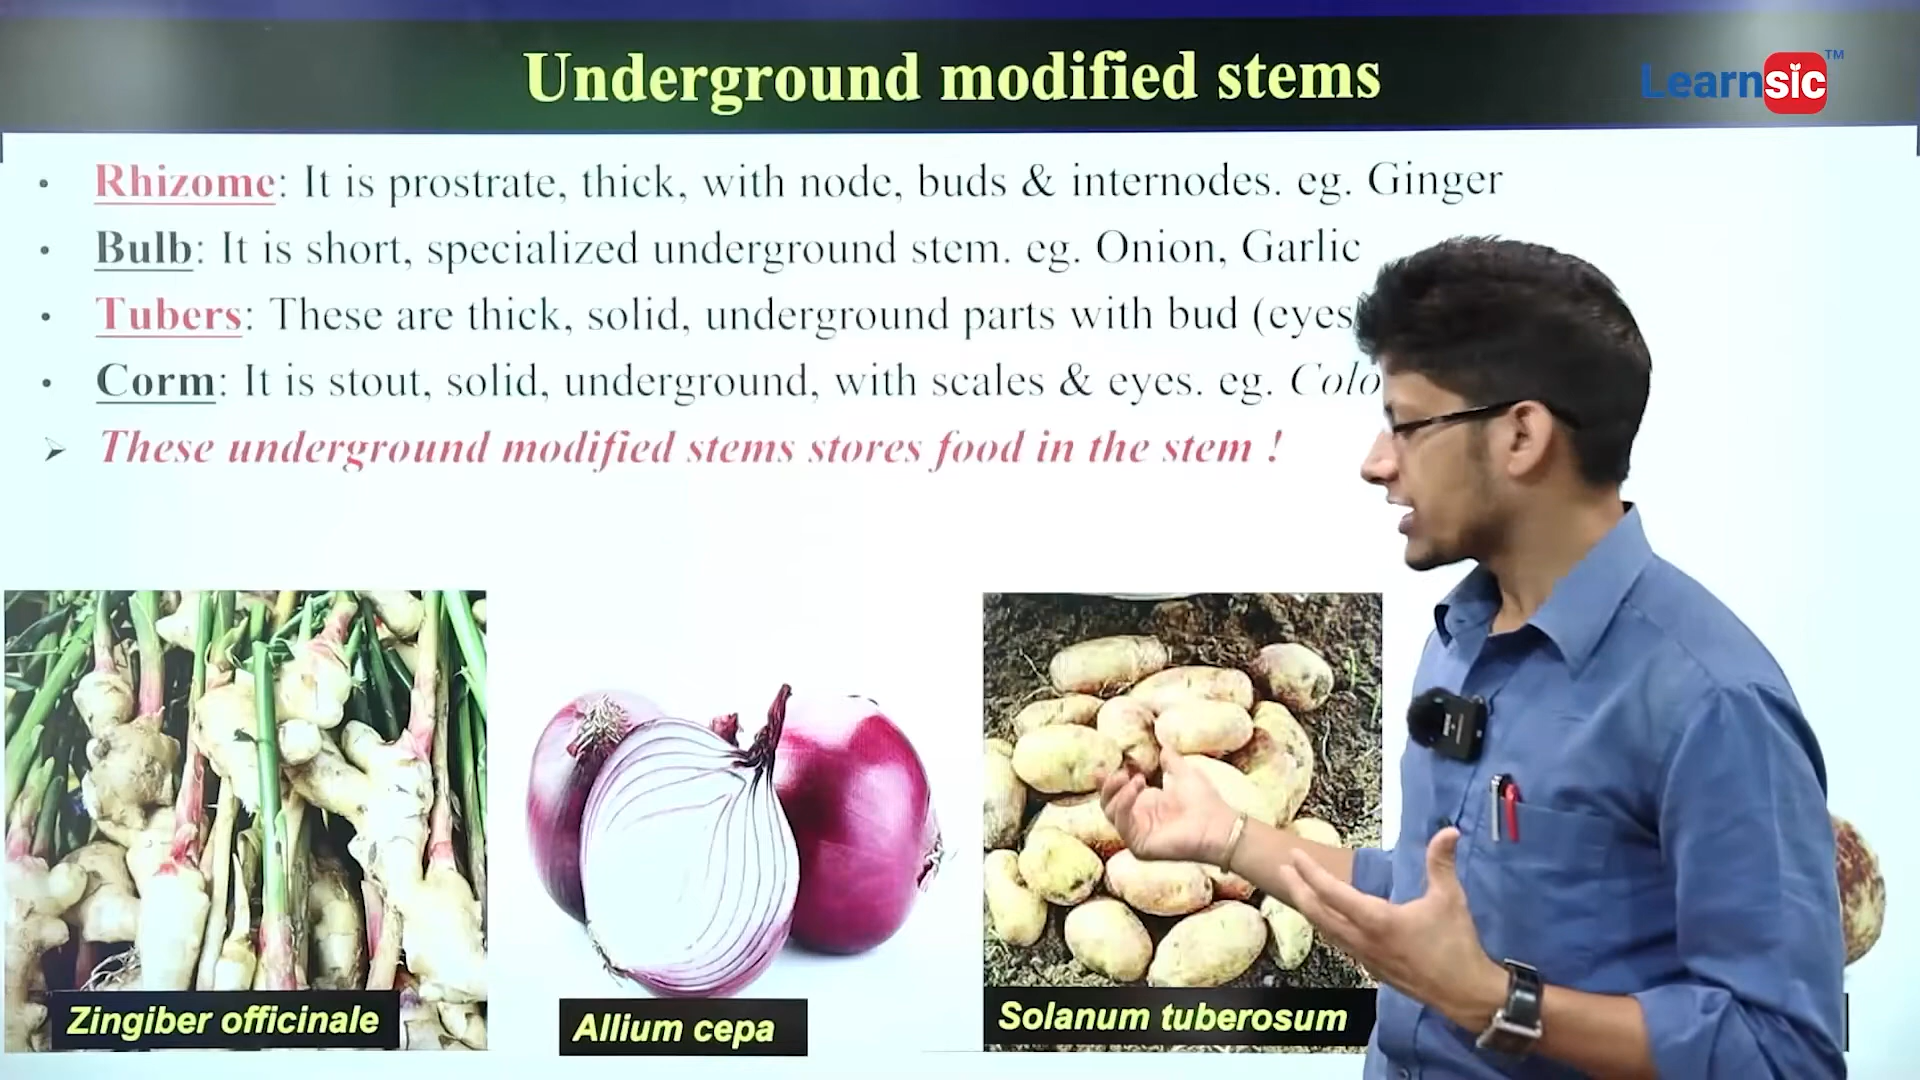 Underground modified stems
Learnsic™
• Rhizome: It is prostrate, thick, with node, buds & internodes. eg. Ginger
• Bulb: It is short, specialized underground stem. eg. Onion, Garlic
• Tubers: These are thick, solid, underground parts with bud (eyes
• Corm: It is stout, solid, underground, with scales & eyes. eg. Colo
➢ These underground modified stems stores food in the stem !
Zingiber officinale
Allium cepa
Solanum tuberosum